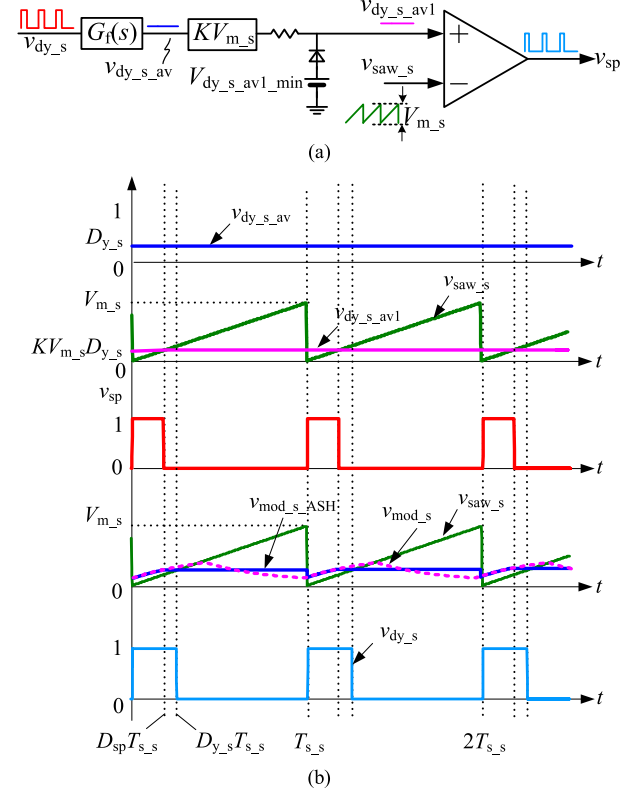 v_dy_s G_f(s) v_dy_s_av KV_m_s V_dy_s_av1_min v_dy_s_av1 v_saw_s + − V_m_s v_sp
(a)
1
D_y_s
0
v_dy_s_av
t
V_m_s
v_saw_s
v_dy_s_av1
KV_m_sD_y_s
0
t
v_sp
1
0
t
V_m_s
v_mod_s_ASH
v_mod_s
v_saw_s
0
t
1
v_dy_s
0
t
D_spT_s_s D_y_sT_s_s T_s_s 2T_s_s
(b)